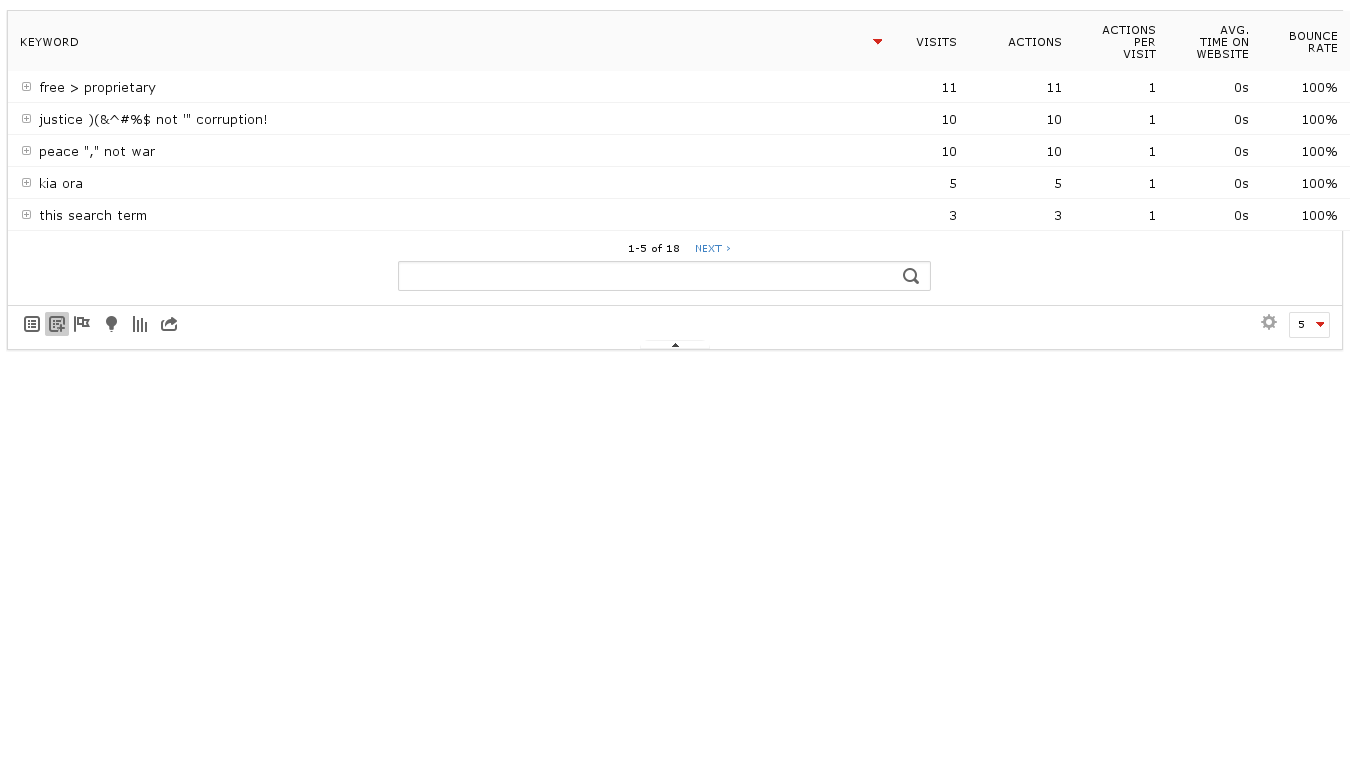 KEYWORD VISITS ACTIONS ACTIONS PER VISIT AVG. TIME ON WEBSITE BOUNCE RATE
free > proprietary 11 11 1 0s 100%
justice )(&^#%$ not '" corruption! 10 10 1 0s 100%
peace "," not war 10 10 1 0s 100%
kia ora 5 5 1 0s 100%
this search term 3 3 1 0s 100%
1-5 of 18 NEXT ›
5